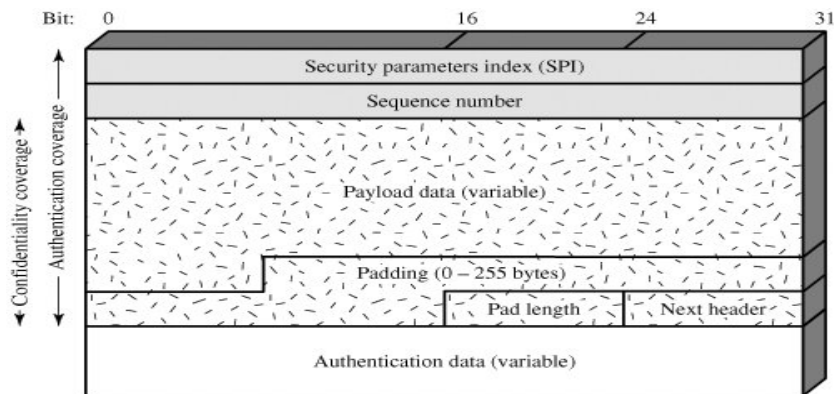 Bit: 0 16 24 31
Security parameters index (SPI)
Sequence number
Confidentiality coverage
Authentication coverage
Payload data (variable)
Padding (0 – 255 bytes)
Pad length Next header
Authentication data (variable)